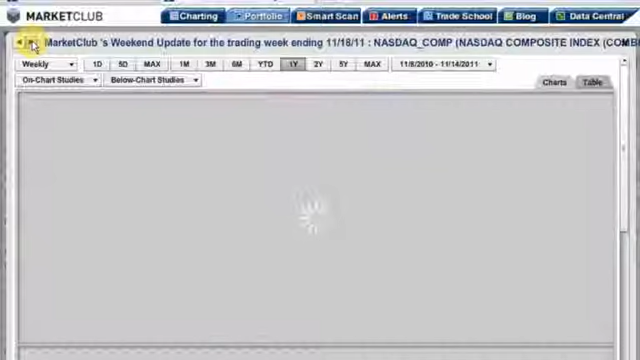 MARKETCLUB Charting Portfolio Smart Scan Alerts Trade School Blog Data Central
MarketClub 's Weekend Update for the trading week ending 11/18/11 : NASDAQ_COMP (NASDAQ COMPOSITE INDEX (COMB
Weekly 1D 5D MAX 1M 3M 6M YTD 1Y 2Y 5Y MAX 11/8/2010 - 11/14/2011
On-Chart Studies Below-Chart Studies Charts Table